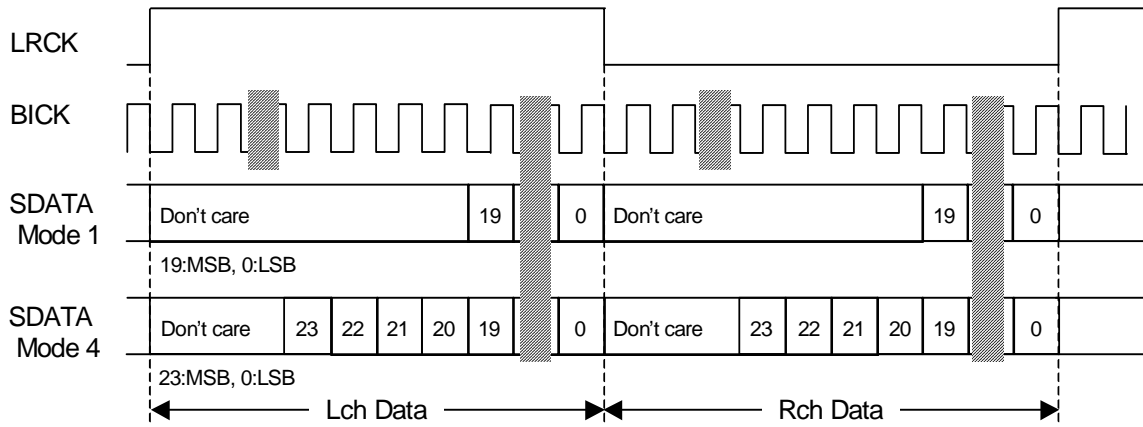 LRCK
BICK
SDATA
Mode 1
Don't care 19 0 Don't care 19 0
19:MSB, 0:LSB
SDATA
Mode 4
Don't care 23 22 21 20 19 0 Don't care 23 22 21 20 19 0
23:MSB, 0:LSB
Lch Data Rch Data